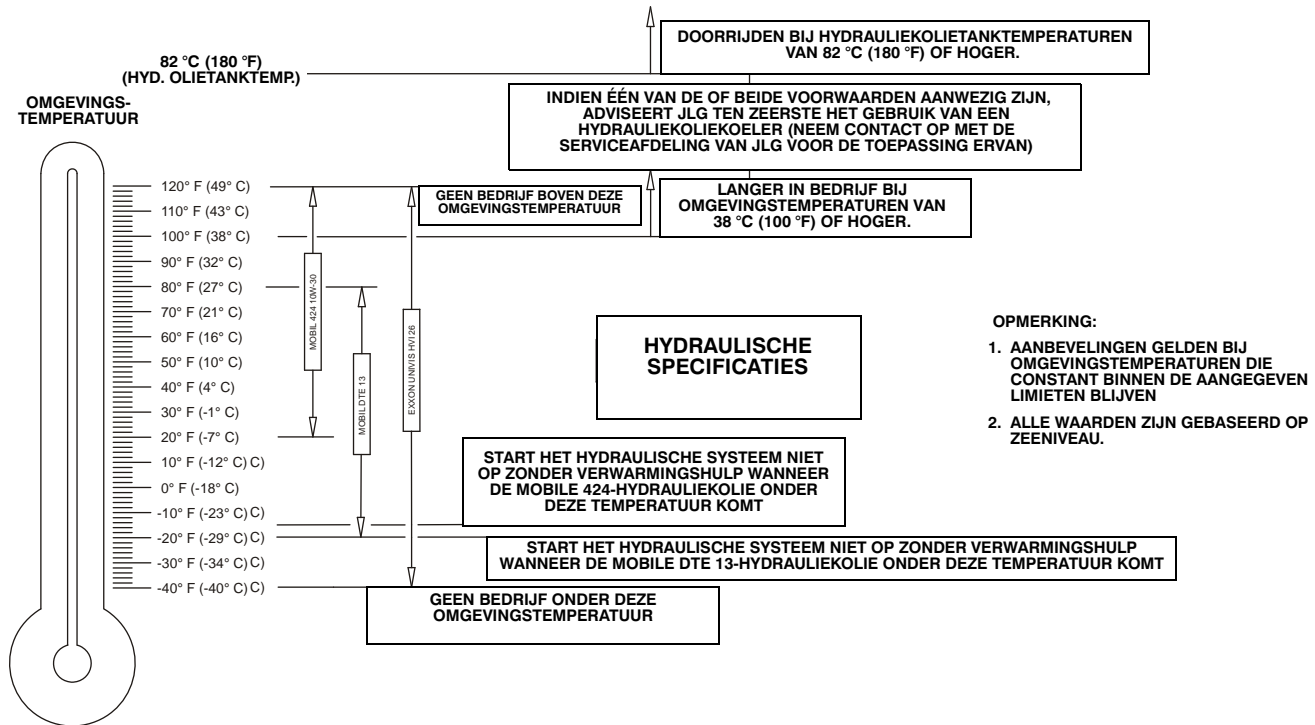 82 °C (180 °F)
(HYD. OLIETANKTEMP.)
OMGEVINGS-
TEMPERATUUR
DOORRIJDEN BIJ HYDRAULIEKOLIETANKTEMPERATUREN
VAN 82 °C (180 °F) OF HOGER.
INDIEN ÉÉN VAN DE OF BEIDE VOORWAARDEN AANWEZIG ZIJN,
ADVISEERT JLG TEN ZEERSTE HET GEBRUIK VAN EEN
HYDRAULIEKOLIEKOELER (NEEM CONTACT OP MET DE
SERVICEAFDELING VAN JLG VOOR DE TOEPASSING ERVAN)
GEEN BEDRIJF BOVEN DEZE
OMGEVINGSTEMPERATUUR
LANGER IN BEDRIJF BIJ
OMGEVINGSTEMPERATUREN VAN
38 °C (100 °F) OF HOGER.
120° F (49° C)
110° F (43° C)
100° F (38° C)
90° F (32° C)
80° F (27° C)
70° F (21° C)
60° F (16° C)
50° F (10° C)
40° F (4° C)
30° F (-1° C)
20° F (-7° C)
10° F (-12° C) C)
0° F (-18° C)
-10° F (-23° C) C)
-20° F (-29° C) C)
-30° F (-34° C) C)
-40° F (-40° C) C)
MOBIL 424 10W-30
MOBIL DTE 13
EXXON UNIVIS HVI 26
HYDRAULISCHE
SPECIFICATIES
OPMERKING:
1. AANBEVELINGEN GELDEN BIJ
OMGEVINGSTEMPERATUREN DIE
CONSTANT BINNEN DE AANGEGEVEN
LIMIETEN BLIJVEN
2. ALLE WAARDEN ZIJN GEBASEERD OP
ZEENIVEAU.
START HET HYDRAULISCHE SYSTEEM NIET
OP ZONDER VERWARMINGSHULP WANNEER
DE MOBILE 424-HYDRAULIEKOLIE ONDER
DEZE TEMPERATUUR KOMT
START HET HYDRAULISCHE SYSTEEM NIET OP ZONDER VERWARMINGSHULP
WANNEER DE MOBILE DTE 13-HYDRAULIEKOLIE ONDER DEZE TEMPERATUUR KOMT
GEEN BEDRIJF ONDER DEZE
OMGEVINGSTEMPERATUUR